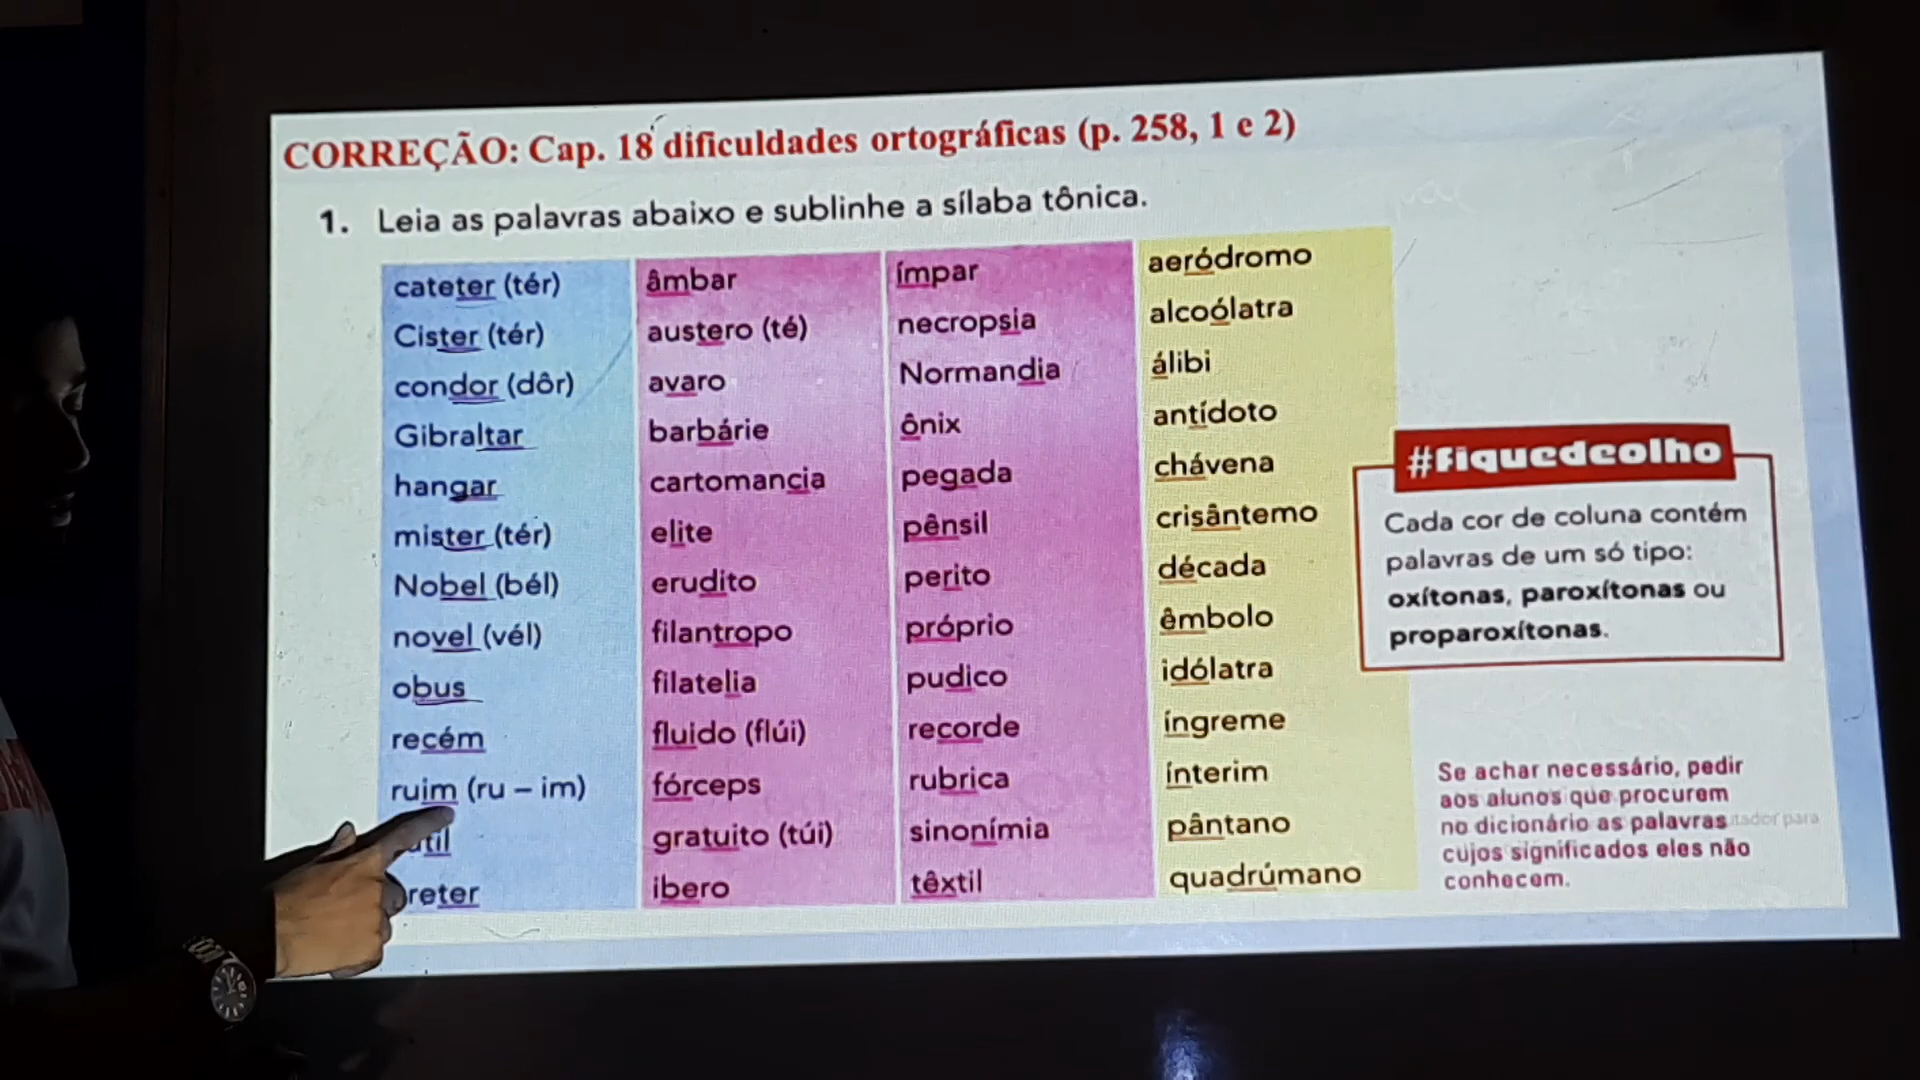 CORREÇÃO: Cap. 18 dificuldades ortográficas (p. 258, 1 e 2)
1. Leia as palavras abaixo e sublinhe a sílaba tônica.
cateter (tér)
Cister (tér)
condor (dôr)
Gibraltar
hangar
mister (tér)
Nobel (bél)
novel (vél)
obus
recém
ruim (ru – im)
til
reter
âmbar
austero (té)
avaro
barbárie
cartomancia
elite
erudito
filantropo
filatelia
fluido (flúi)
fórceps
gratuito (túi)
ibero
ímpar
necropsia
Normandia
ônix
pegada
pênsil
perito
próprio
pudico
recorde
rubrica
sinonímia
têxtil
aeródromo
alcoólatra
álibi
antídoto
chávena
crisântemo
década
êmbolo
idólatra
íngreme
ínterim
pântano
quadrúmano
#fiquedeolho
Cada cor de coluna contém
palavras de um só tipo:
oxítonas, paroxítonas ou
proparoxítonas.
Se achar necessário, pedir
aos alunos que procurem
no dicionário as palavras
cujos significados eles não
conhecem.
tador para